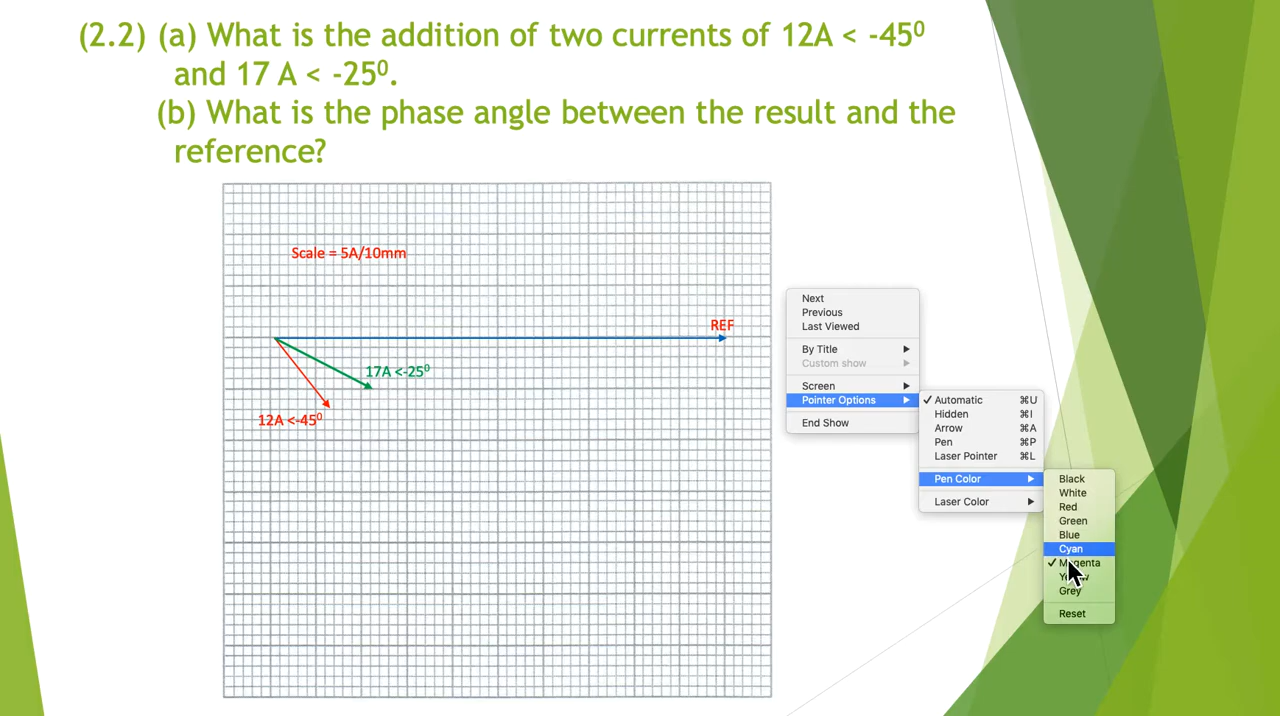 (2.2) (a) What is the addition of two currents of 12A < -45⁰
and 17 A < -25⁰.
(b) What is the phase angle between the result and the
reference?
Scale = 5A/10mm
REF
17A <-25⁰
12A <-45⁰
Next
Previous
Last Viewed
By Title
Custom show
Screen
Pointer Options
End Show
✓ Automatic ⌘U
Hidden ⌘I
Arrow ⌘A
Pen ⌘P
Laser Pointer ⌘L
Pen Color
Laser Color
Black
White
Red
Green
Blue
Cyan
✓ Magenta
Grey
Reset